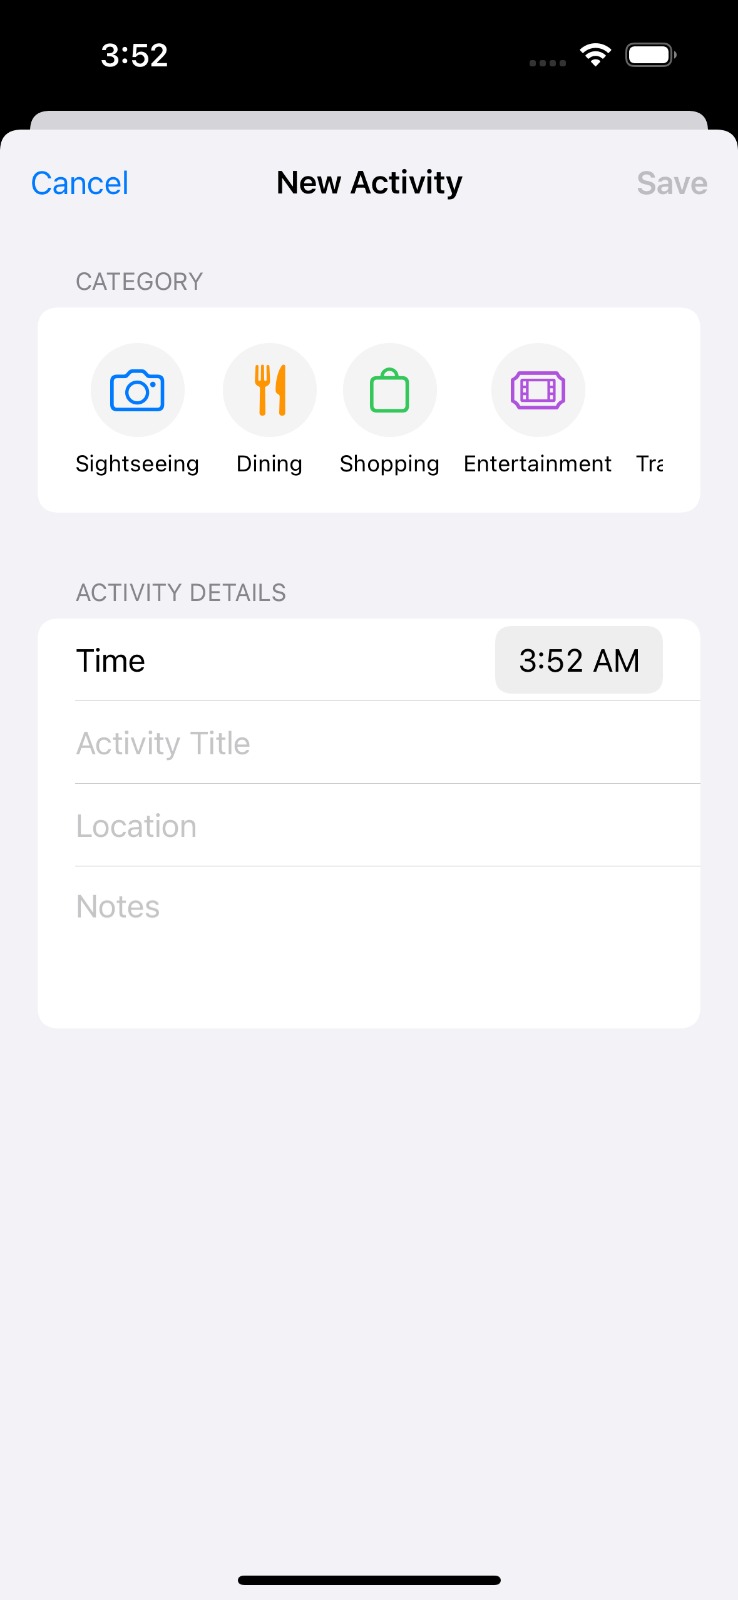 3:52
Cancel New Activity Save
CATEGORY
Sightseeing Dining Shopping Entertainment Tra
ACTIVITY DETAILS
Time 3:52 AM
Activity Title
Location
Notes